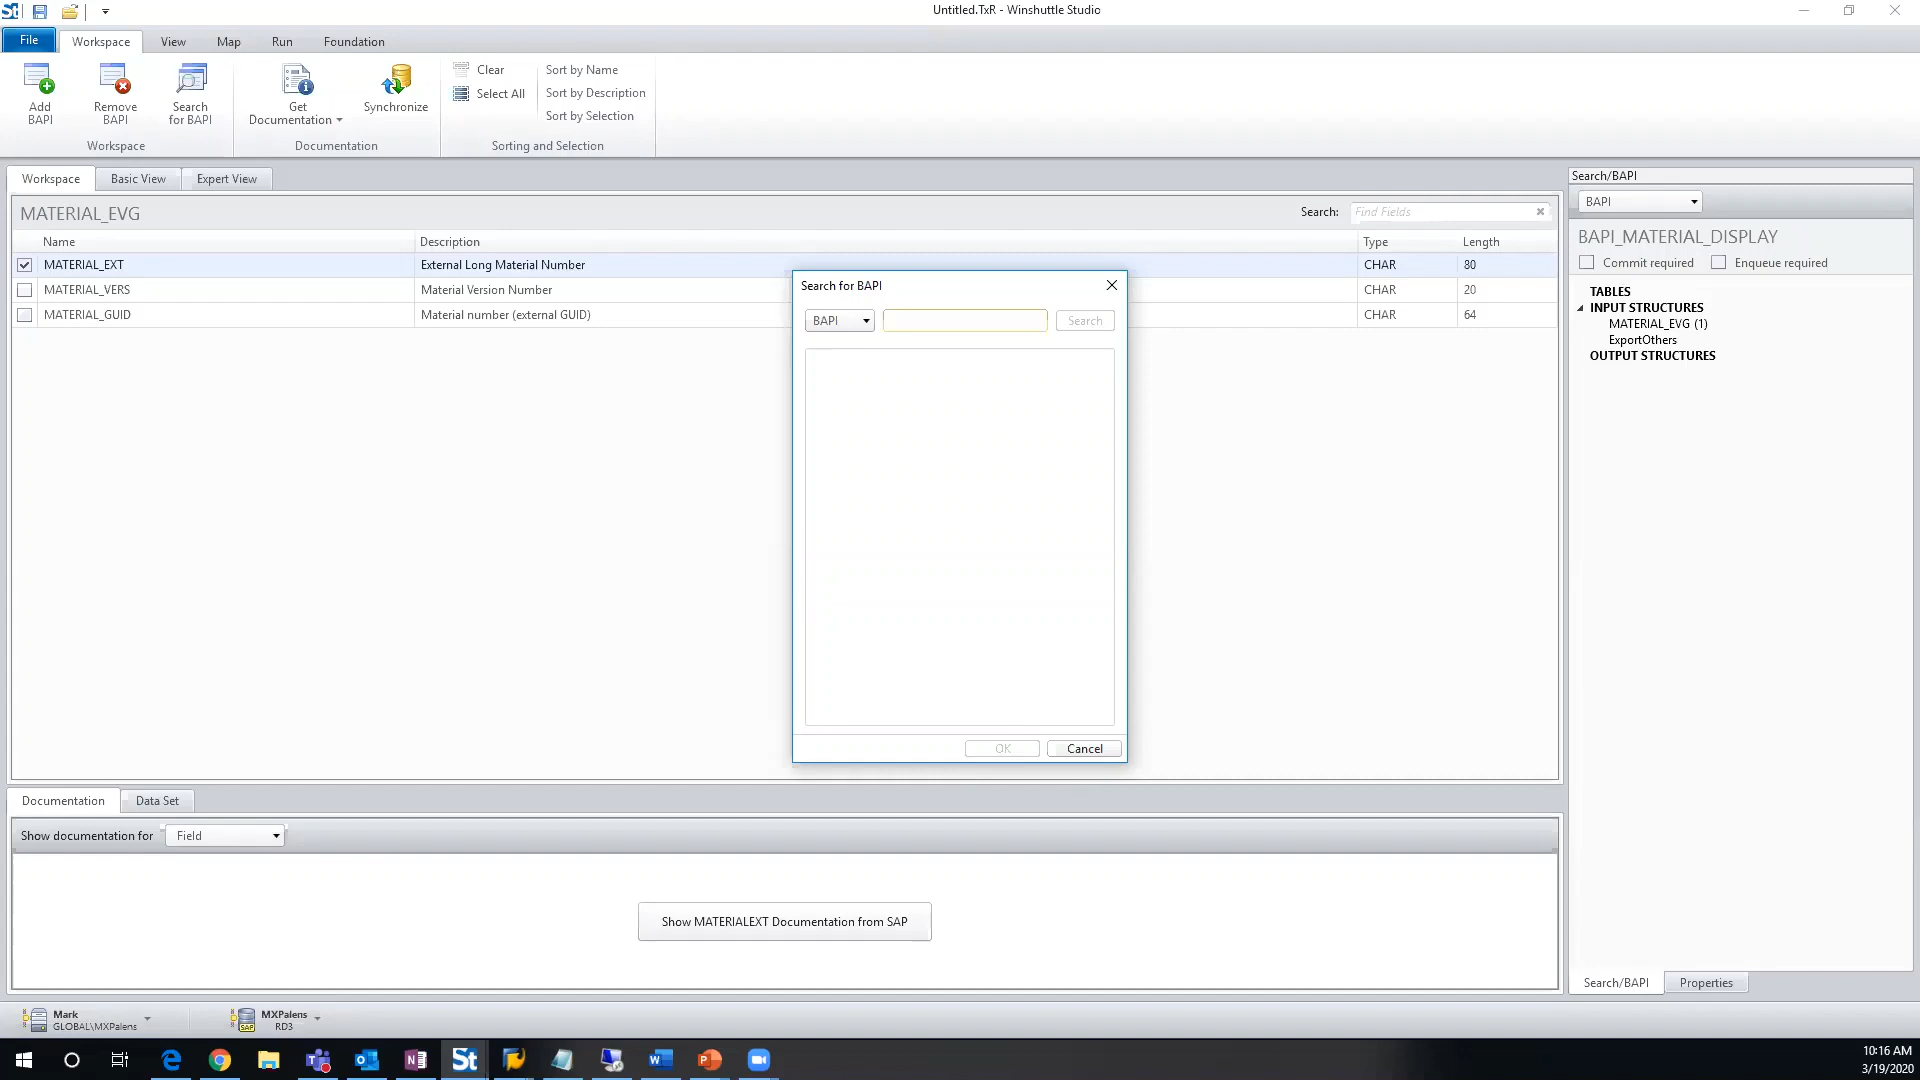 Untitled.TxR - Winshuttle Studio
File
Workspace
View
Map
Run
Foundation
Add BAPI
Remove BAPI
Search for BAPI
Get Documentation
Synchronize
Clear
Select All
Sort by Name
Sort by Description
Sort by Selection
Workspace
Documentation
Sorting and Selection
Workspace
Basic View
Expert View
MATERIAL_EVG
Search:
Find Fields
Name Description Type Length
MATERIAL_EXT External Long Material Number CHAR 80
MATERIAL_VERS Material Version Number CHAR 20
MATERIAL_GUID Material number (external GUID) CHAR 64
Search for BAPI
BAPI
Search
OK
Cancel
Search/BAPI
BAPI
BAPI_MATERIAL_DISPLAY
Commit required
Enqueue required
TABLES
INPUT STRUCTURES
MATERIAL_EVG (1)
ExportOthers
OUTPUT STRUCTURES
Documentation
Data Set
Show documentation for
Field
Show MATERIALEXT Documentation from SAP
Search/BAPI
Properties
Mark
GLOBAL\MXPalens
SAP
MXPalens
RD3
St
10:16 AM
3/19/2020